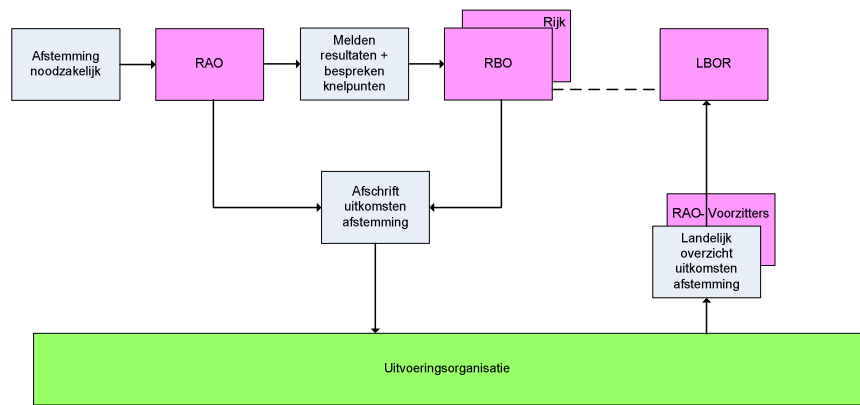 Afstemming
noodzakelijk
RAO
Melden
resultaten +
bespreken
knelpunten
Rijk
RBO
LBOR
Afschrift
uitkomsten
afstemming
RAO- Voorzitters
Landelijk
overzicht
uitkomsten
afstemming
Uitvoeringsorganisatie